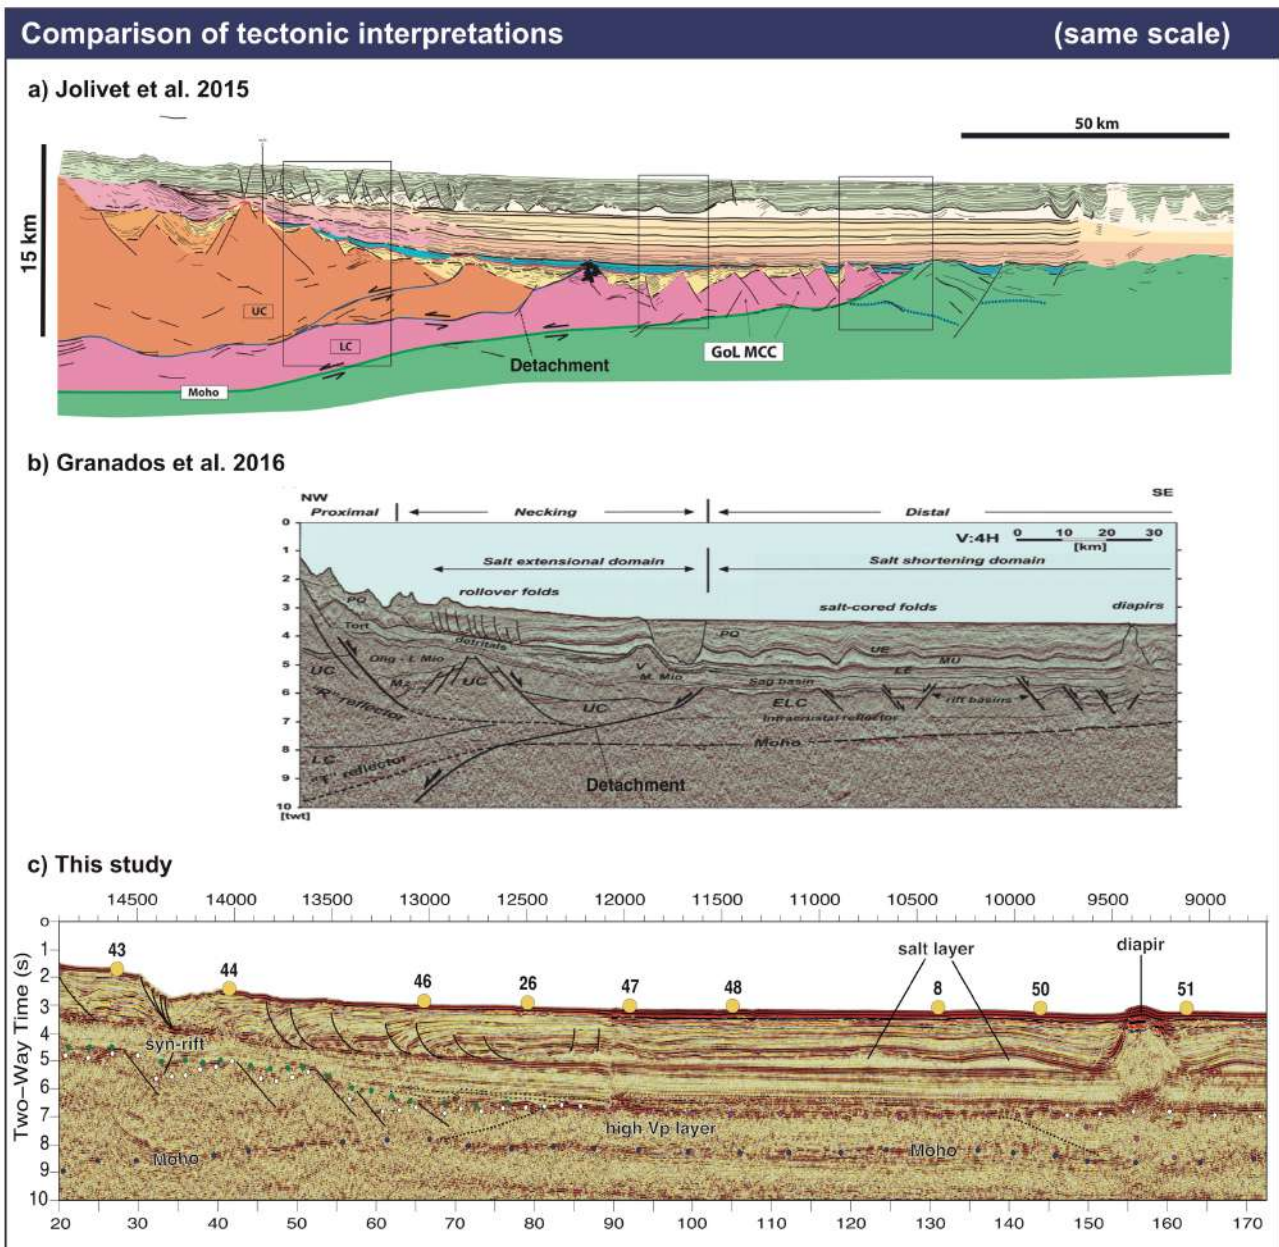 Comparison of tectonic interpretations (same scale)
a) Jolivet et al. 2015
50 km
15 km
UC
LC
Moho
Detachment
GoL MCC
b) Granados et al. 2016
NW SE
Proximal Necking Distal
0
V:4H 0 10 20 30
[km]
1
Salt extensional domain Salt shortening domain
2
rollover folds
3
PQ salt-cored folds diapirs
Tort detritals PQ
4
UE
Olig - L Mio MU
5
V LE
UC M. Mio
Mz UC Sag basin
6
"R" reflector UC ELC rift basins
Infracrustal reflector
7
Moho
8
LC
"T" reflector
9
Detachment
10
[twt]
c) This study
14500 14000 13500 13000 12500 12000 11500 11000 10500 10000 9500 9000
0
1
43 44 46 26 47 48 salt layer 8 50 diapir 51
2
3
4
syn-rift
5
6
7
high Vp layer
8
Moho Moho
9
10
Two-Way Time (s)
20 30 40 50 60 70 80 90 100 110 120 130 140 150 160 170